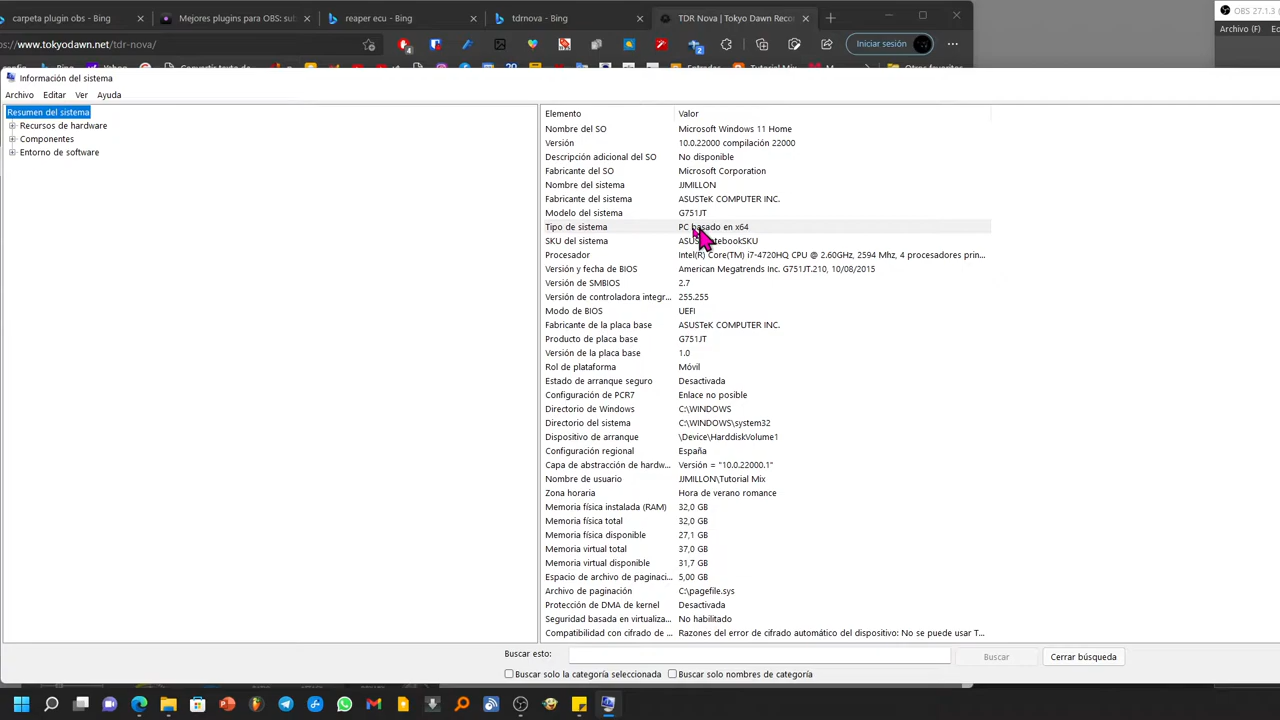 carpeta plugin obs - Bing
Mejores plugins para OBS: sub
reaper ecu - Bing
tdrnova - Bing
TDR Nova | Tokyo Dawn Reco
OBS 27.1.3 (
https://www.tokyodawn.net/tdr-nova/
4
2
Iniciar sesión
Archivo (F)
Ec
Información del sistema
Archivo Editar Ver Ayuda
Resumen del sistema
Recursos de hardware
Componentes
Entorno de software
Elemento Valor
Nombre del SO Microsoft Windows 11 Home
Versión 10.0.22000 compilación 22000
Descripción adicional del SO No disponible
Fabricante del SO Microsoft Corporation
Nombre del sistema JJMILLON
Fabricante del sistema ASUSTeK COMPUTER INC.
Modelo del sistema G751JT
Tipo de sistema PC basado en x64
SKU del sistema
Procesador Intel(R) Core(TM) i7-4720HQ CPU @ 2.60GHz, 2594 Mhz, 4 procesadores prin...
Versión y fecha de BIOS American Megatrends Inc. G751JT.210, 10/08/2015
Versión de SMBIOS 2.7
Versión de controladora integr... 255.255
Modo de BIOS UEFI
Fabricante de la placa base ASUSTeK COMPUTER INC.
Producto de placa base G751JT
Versión de la placa base 1.0
Rol de plataforma Móvil
Estado de arranque seguro Desactivada
Configuración de PCR7 Enlace no posible
Directorio de Windows C:\WINDOWS
Directorio del sistema C:\WINDOWS\system32
Dispositivo de arranque \Device\HarddiskVolume1
Configuración regional España
Capa de abstracción de hardw... Versión = "10.0.22000.1"
Nombre de usuario JJMILLON\Tutorial Mix
Zona horaria Hora de verano romance
Memoria física instalada (RAM) 32,0 GB
Memoria física total 32,0 GB
Memoria física disponible 27,1 GB
Memoria virtual total 37,0 GB
Memoria virtual disponible 31,7 GB
Espacio de archivo de paginaci... 5,00 GB
Archivo de paginación C:\pagefile.sys
Protección de DMA de kernel Desactivada
Seguridad basada en virtualiza... No habilitado
Compatibilidad con cifrado de ... Razones del error de cifrado automático del dispositivo: No se puede usar T...
Buscar esto: Buscar Cerrar búsqueda
Buscar solo la categoría seleccionada Buscar solo nombres de categoría